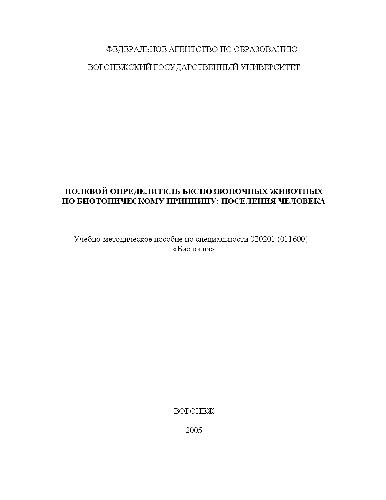 ФЕДЕРАЛЬНОЕ АГЕНТСТВО ПО ОБРАЗОВАНИЮ
ВОРОНЕЖСКИЙ ГОСУДАРСТВЕННЫЙ УНИВЕРСИТЕТ
ПОЛЕВОЙ ОПРЕДЕЛИТЕЛЬ БЕСПОЗВОНОЧНЫХ ЖИВОТНЫХ
ПО БИОТОПИЧЕСКОМУ ПРИНЦИПУ: ПОСЕЛЕНИЯ ЧЕЛОВЕКА
Учебно-методическое пособие по специальности 020201 (011600)
«Биология»
ВОРОНЕЖ
2005